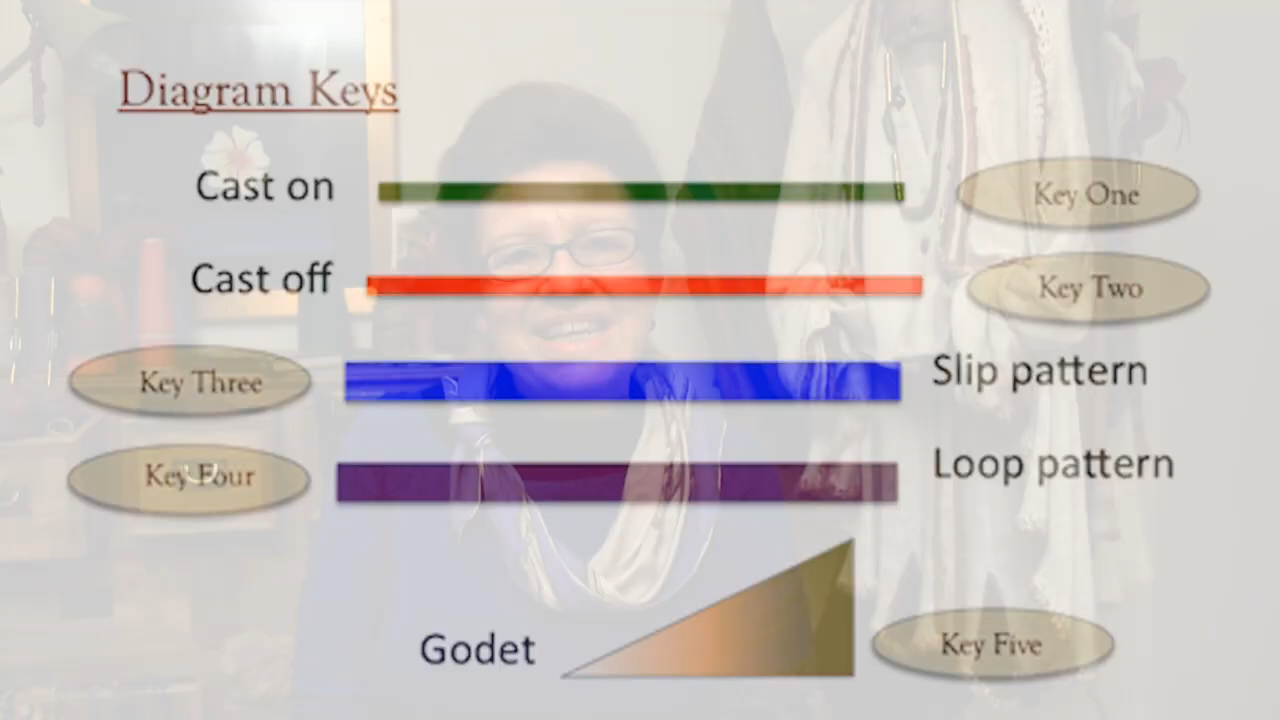 Diagram Keys
Cast on
Key One
Cast off
Key Two
Key Three
Slip pattern
Key Four
Loop pattern
Godet
Key Five